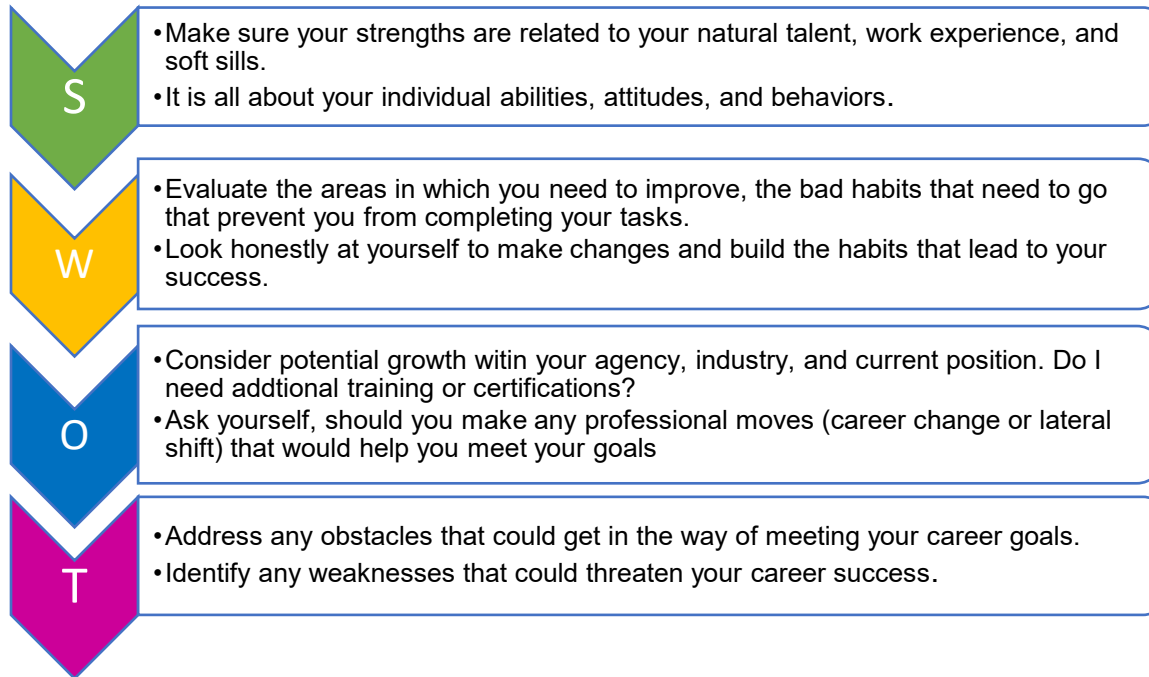 S
•Make sure your strengths are related to your natural talent, work experience, and
soft sills.
•It is all about your individual abilities, attitudes, and behaviors.
W
•Evaluate the areas in which you need to improve, the bad habits that need to go
that prevent you from completing your tasks.
•Look honestly at yourself to make changes and build the habits that lead to your
success.
O
•Consider potential growth witin your agency, industry, and current position. Do I
need addtional training or certifications?
•Ask yourself, should you make any professional moves (career change or lateral
shift) that would help you meet your goals
T
•Address any obstacles that could get in the way of meeting your career goals.
•Identify any weaknesses that could threaten your career success.